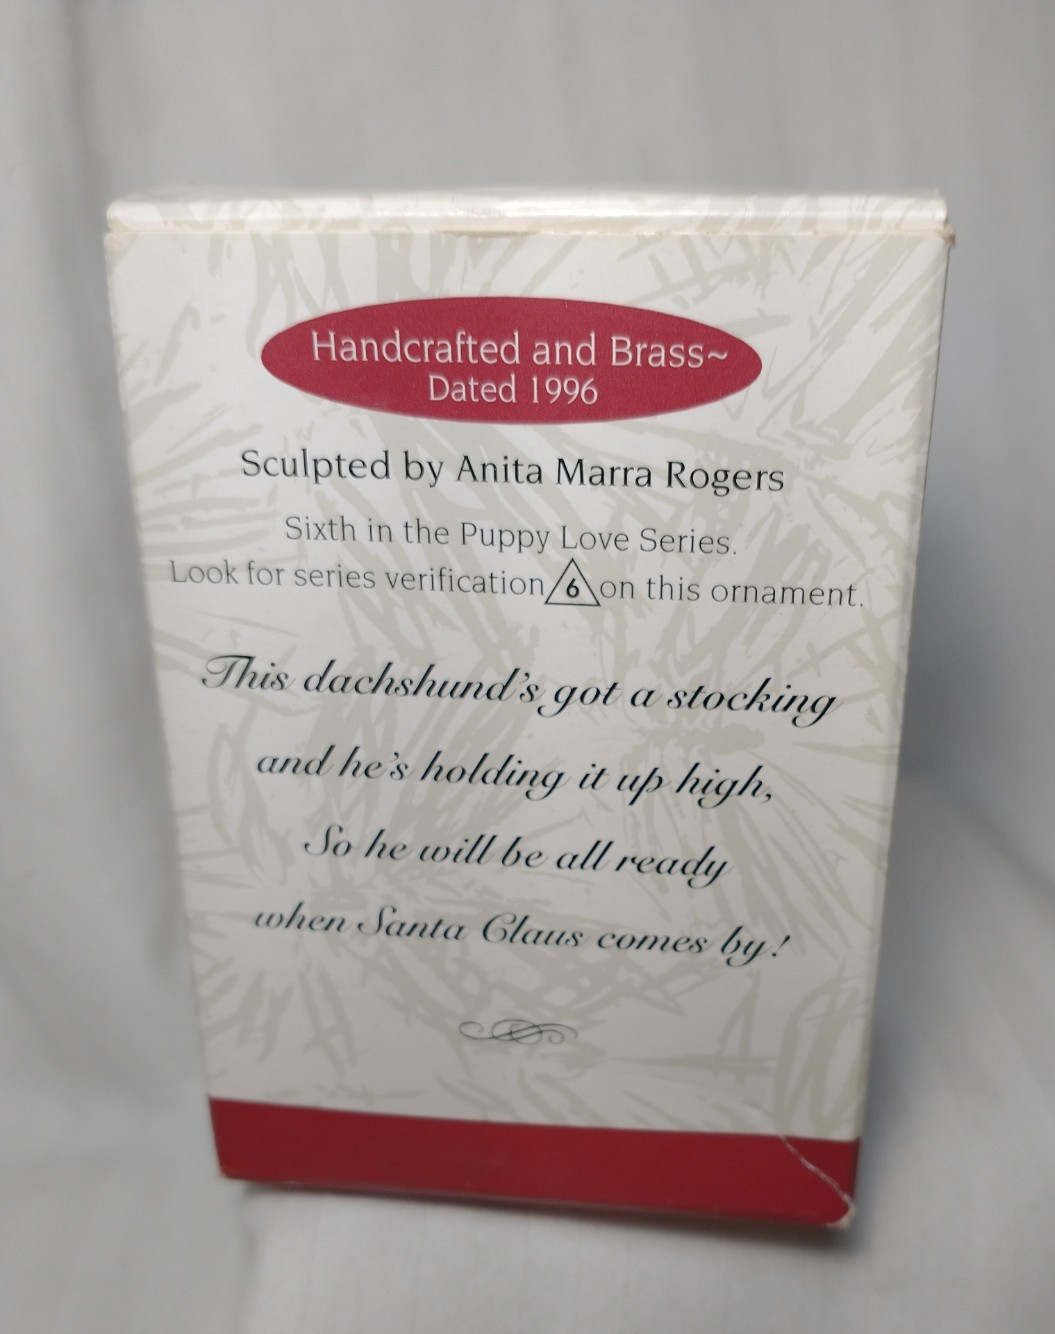 Handcrafted and Brass~
Dated 1996
Sculpted by Anita Marra Rogers
Sixth in the Puppy Love Series.
Look for series verification 6 on this ornament.
This dachshund's got a stocking
and he's holding it up high,
So he will be all ready
when Santa Claus comes by!